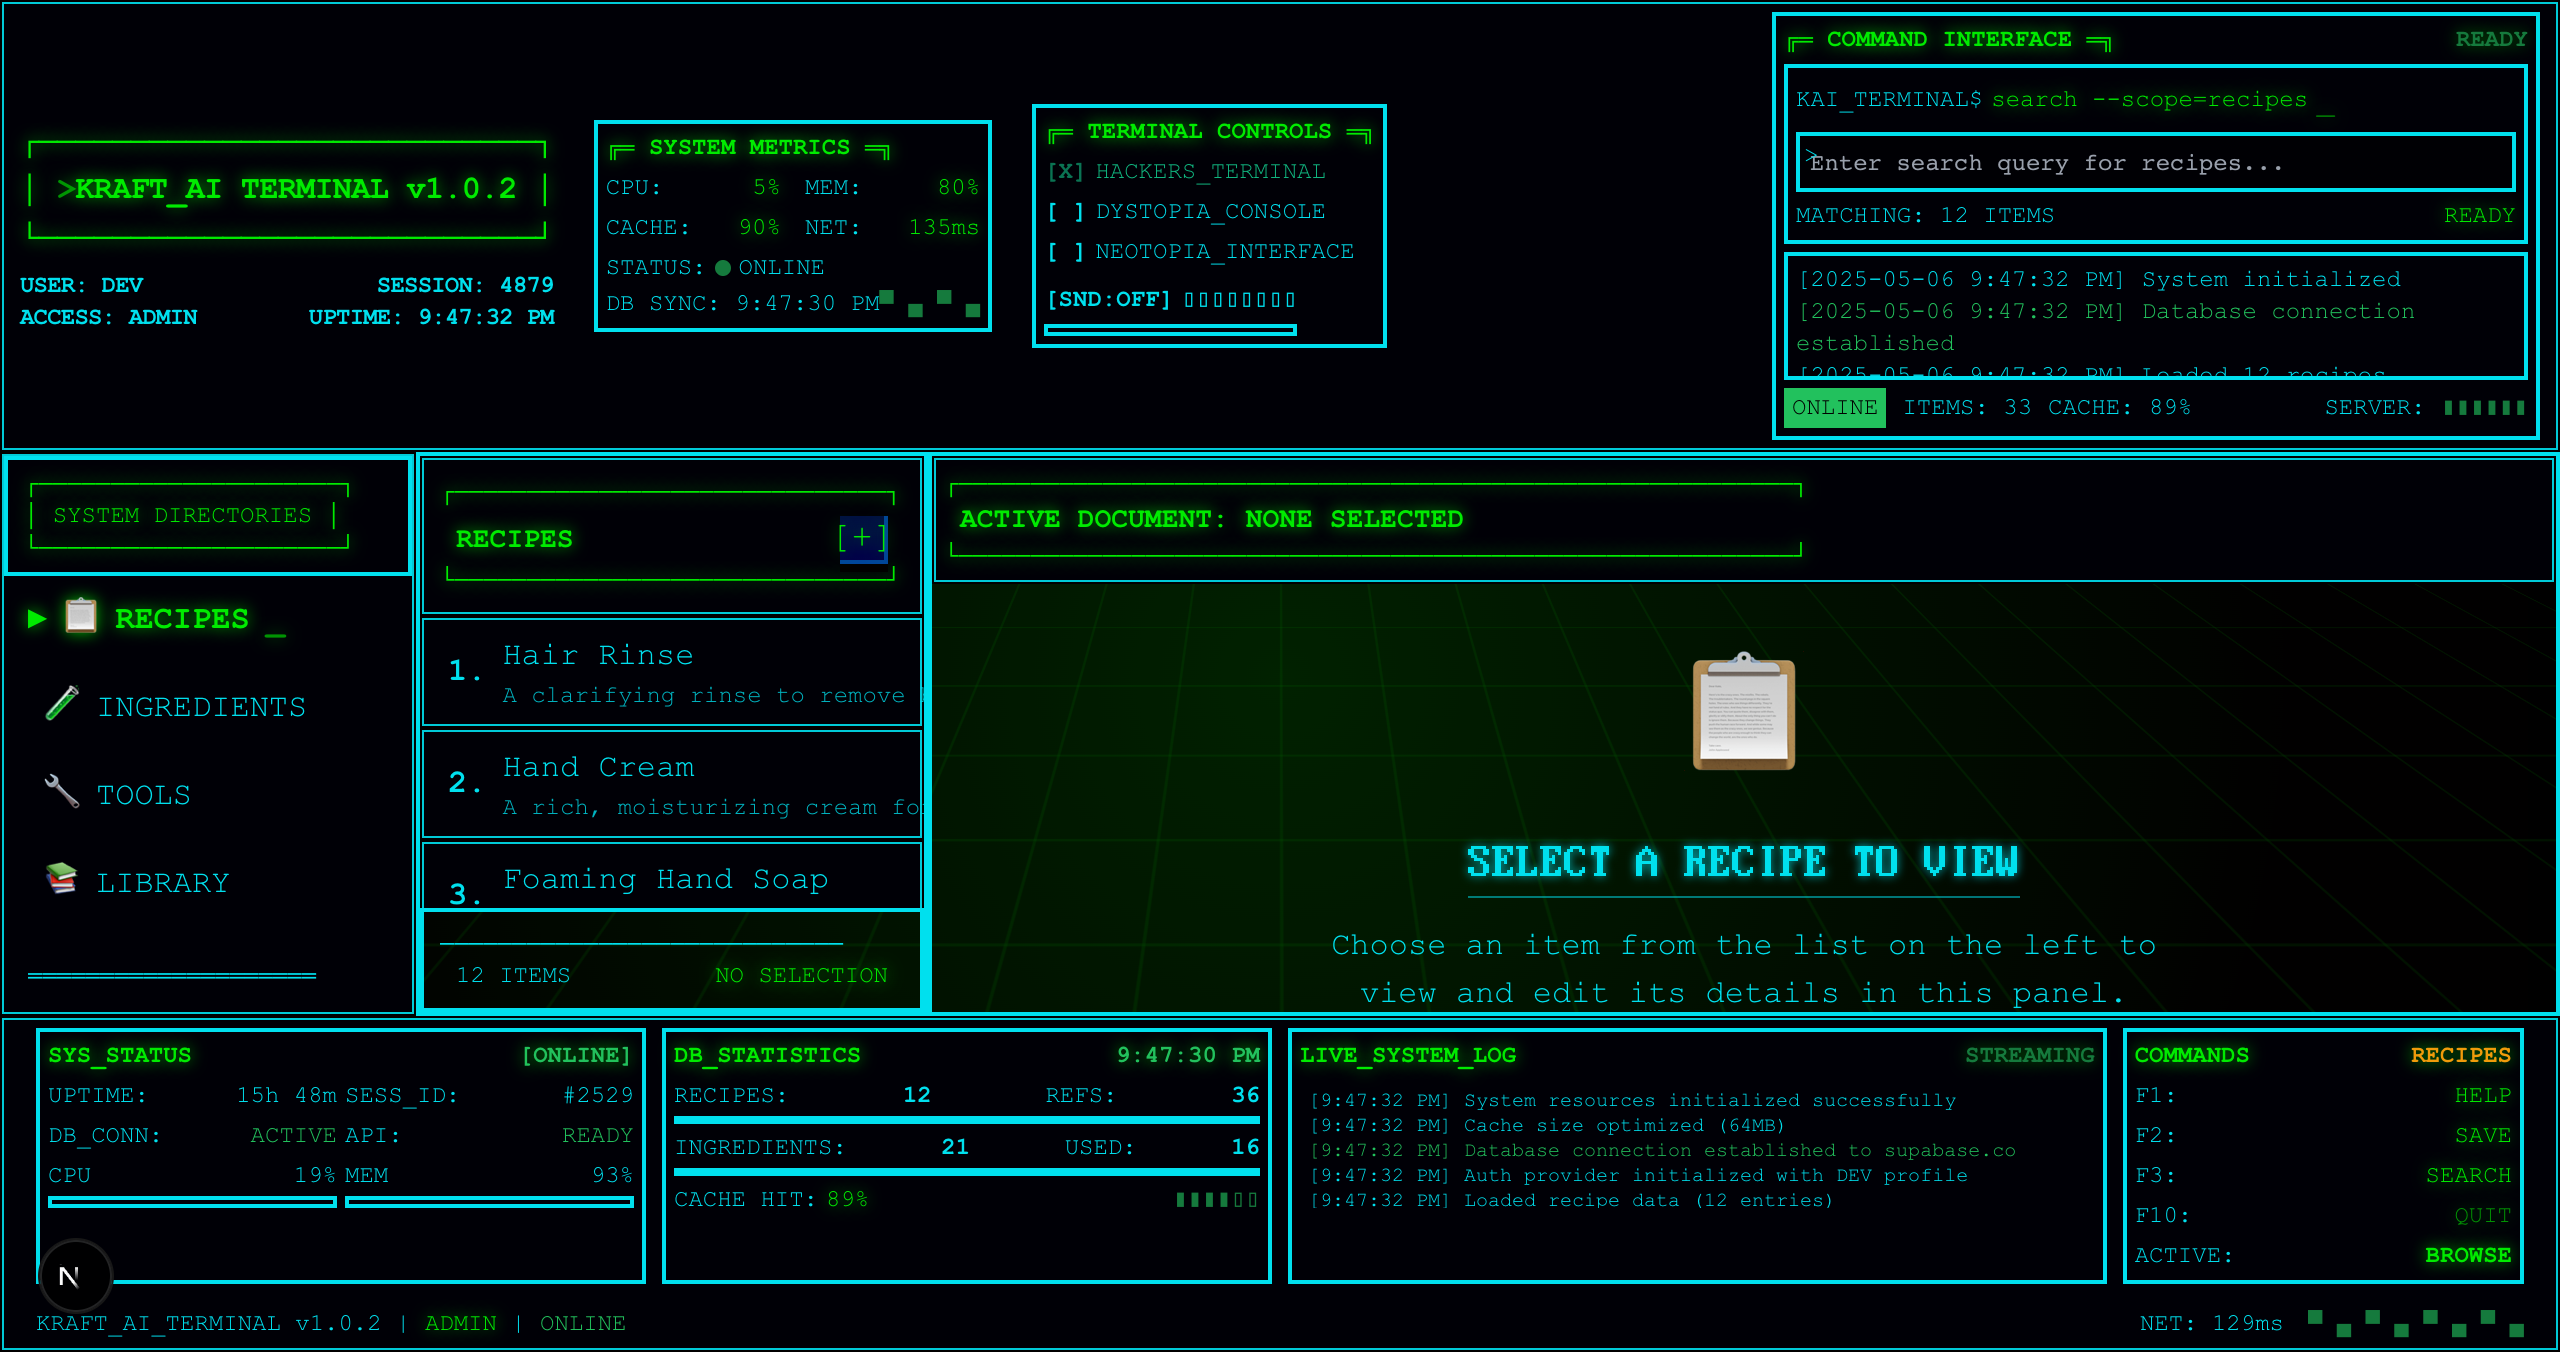 >KRAFT_AI TERMINAL v1.0.2
USER: DEV SESSION: 4879
ACCESS: ADMIN UPTIME: 9:47:32 PM
SYSTEM METRICS
CPU: 5% MEM: 80%
CACHE: 90% NET: 135ms
STATUS: ONLINE
DB SYNC: 9:47:30 PM
TERMINAL CONTROLS
[X] HACKERS_TERMINAL
[ ] DYSTOPIA_CONSOLE
[ ] NEOTOPIA_INTERFACE
[SND:OFF] ▯▯▯▯▯▯▯▯
COMMAND INTERFACE READY
KAI_TERMINAL$ search --scope=recipes _
>Enter search query for recipes...
MATCHING: 12 ITEMS READY
[2025-05-06 9:47:32 PM] System initialized
[2025-05-06 9:47:32 PM] Database connection
established
[2025-05-06 9:47:32 PM] Loaded 12 recipes
ONLINE ITEMS: 33 CACHE: 89% SERVER: ▮▮▮▮▮▮
SYSTEM DIRECTORIES
► RECIPES _
INGREDIENTS
TOOLS
LIBRARY
RECIPES [+]
1. Hair Rinse
A clarifying rinse to remove
2. Hand Cream
A rich, moisturizing cream fo
3. Foaming Hand Soap
12 ITEMS NO SELECTION
ACTIVE DOCUMENT: NONE SELECTED
SELECT A RECIPE TO VIEW
Choose an item from the list on the left to
view and edit its details in this panel.
SYS_STATUS [ONLINE]
UPTIME: 15h 48m SESS_ID: #2529
DB_CONN: ACTIVE API: READY
CPU 19% MEM 93%
DB_STATISTICS 9:47:30 PM
RECIPES: 12 REFS: 36
INGREDIENTS: 21 USED: 16
CACHE HIT: 89% ▮▮▮▮▯▯
LIVE_SYSTEM_LOG STREAMING
[9:47:32 PM] System resources initialized successfully
[9:47:32 PM] Cache size optimized (64MB)
[9:47:32 PM] Database connection established to supabase.co
[9:47:32 PM] Auth provider initialized with DEV profile
[9:47:32 PM] Loaded recipe data (12 entries)
COMMANDS RECIPES
F1: HELP
F2: SAVE
F3: SEARCH
F10: QUIT
ACTIVE: BROWSE
N
KRAFT_AI_TERMINAL v1.0.2 | ADMIN | ONLINE
NET: 129ms